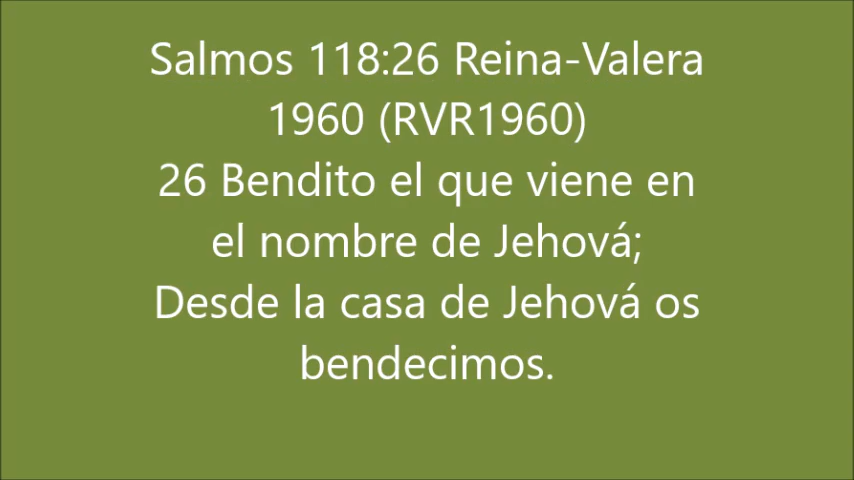 Salmos 118:26 Reina-Valera
1960 (RVR1960)
26 Bendito el que viene en
el nombre de Jehová;
Desde la casa de Jehová os
bendecimos.